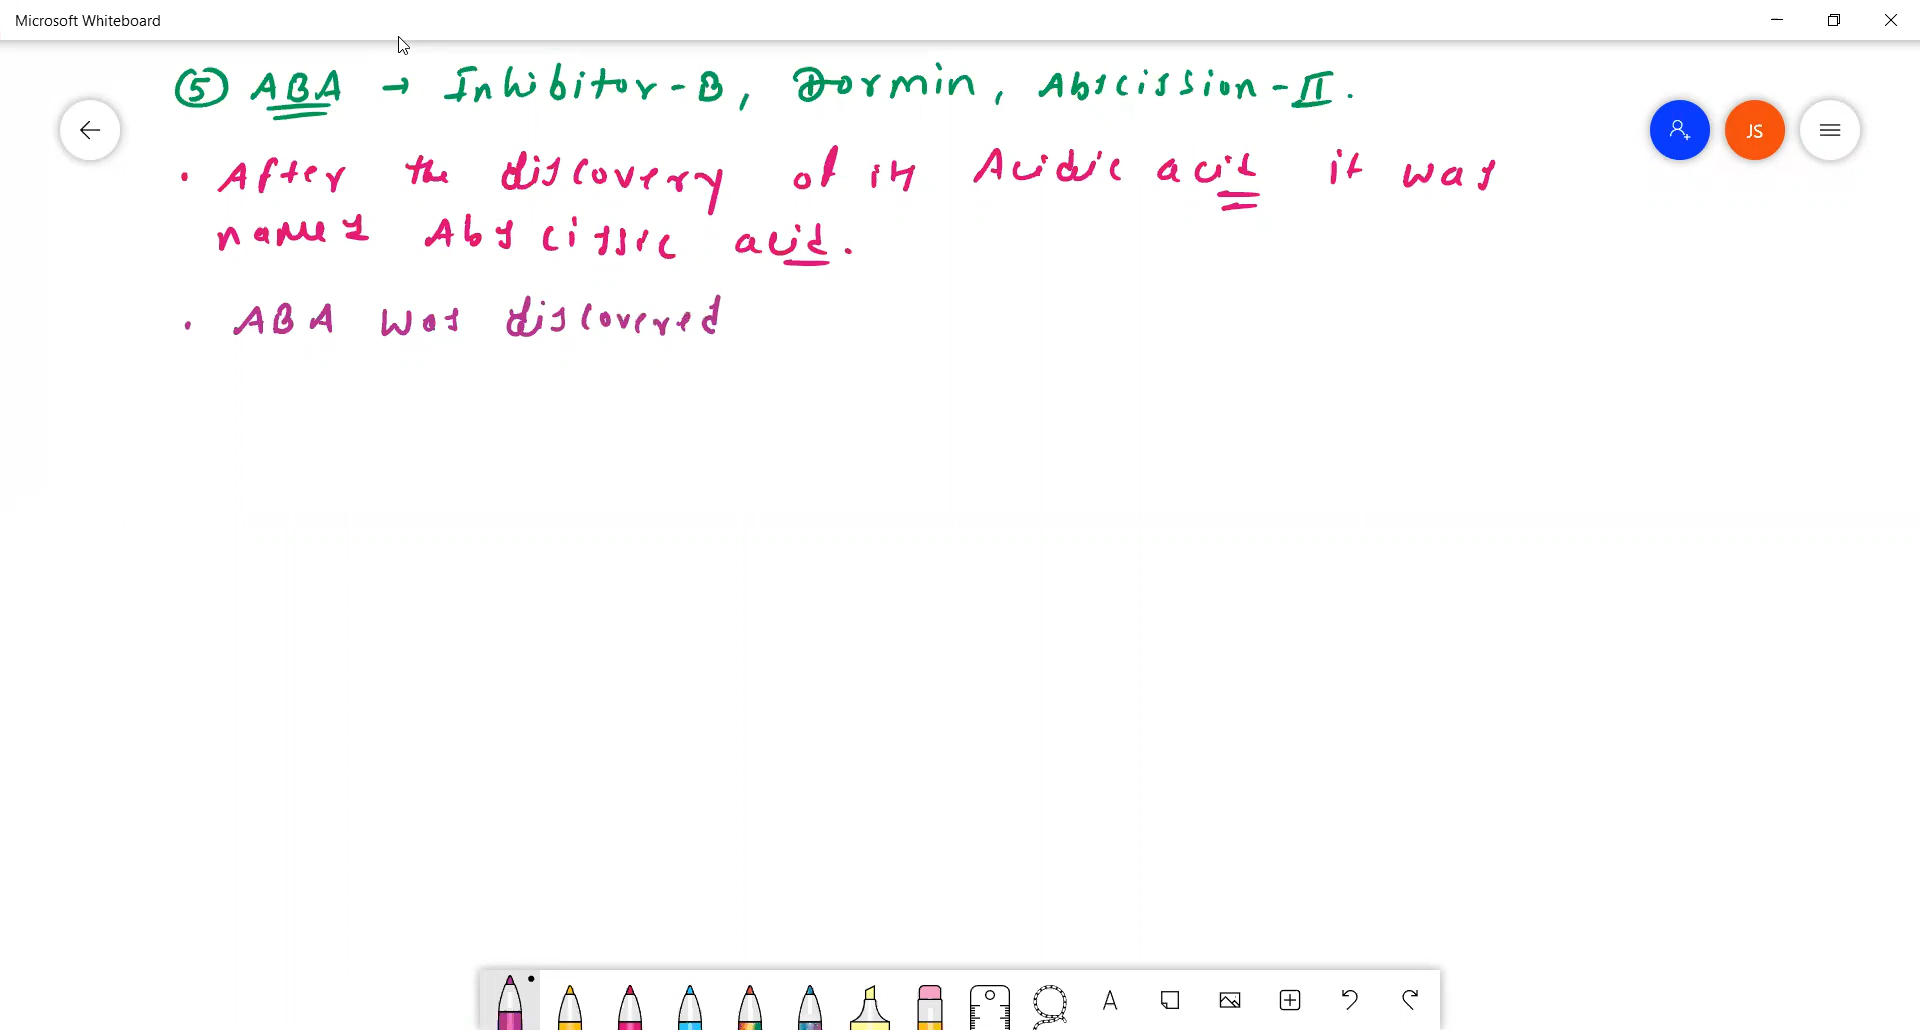 Microsoft Whiteboard
⑤ ABA → Inhibitor-B, Dormin, Abscission-II.
JS
• After the discovery of its Acidic acid it was
named Abscissic acid.
• ABA was discovered